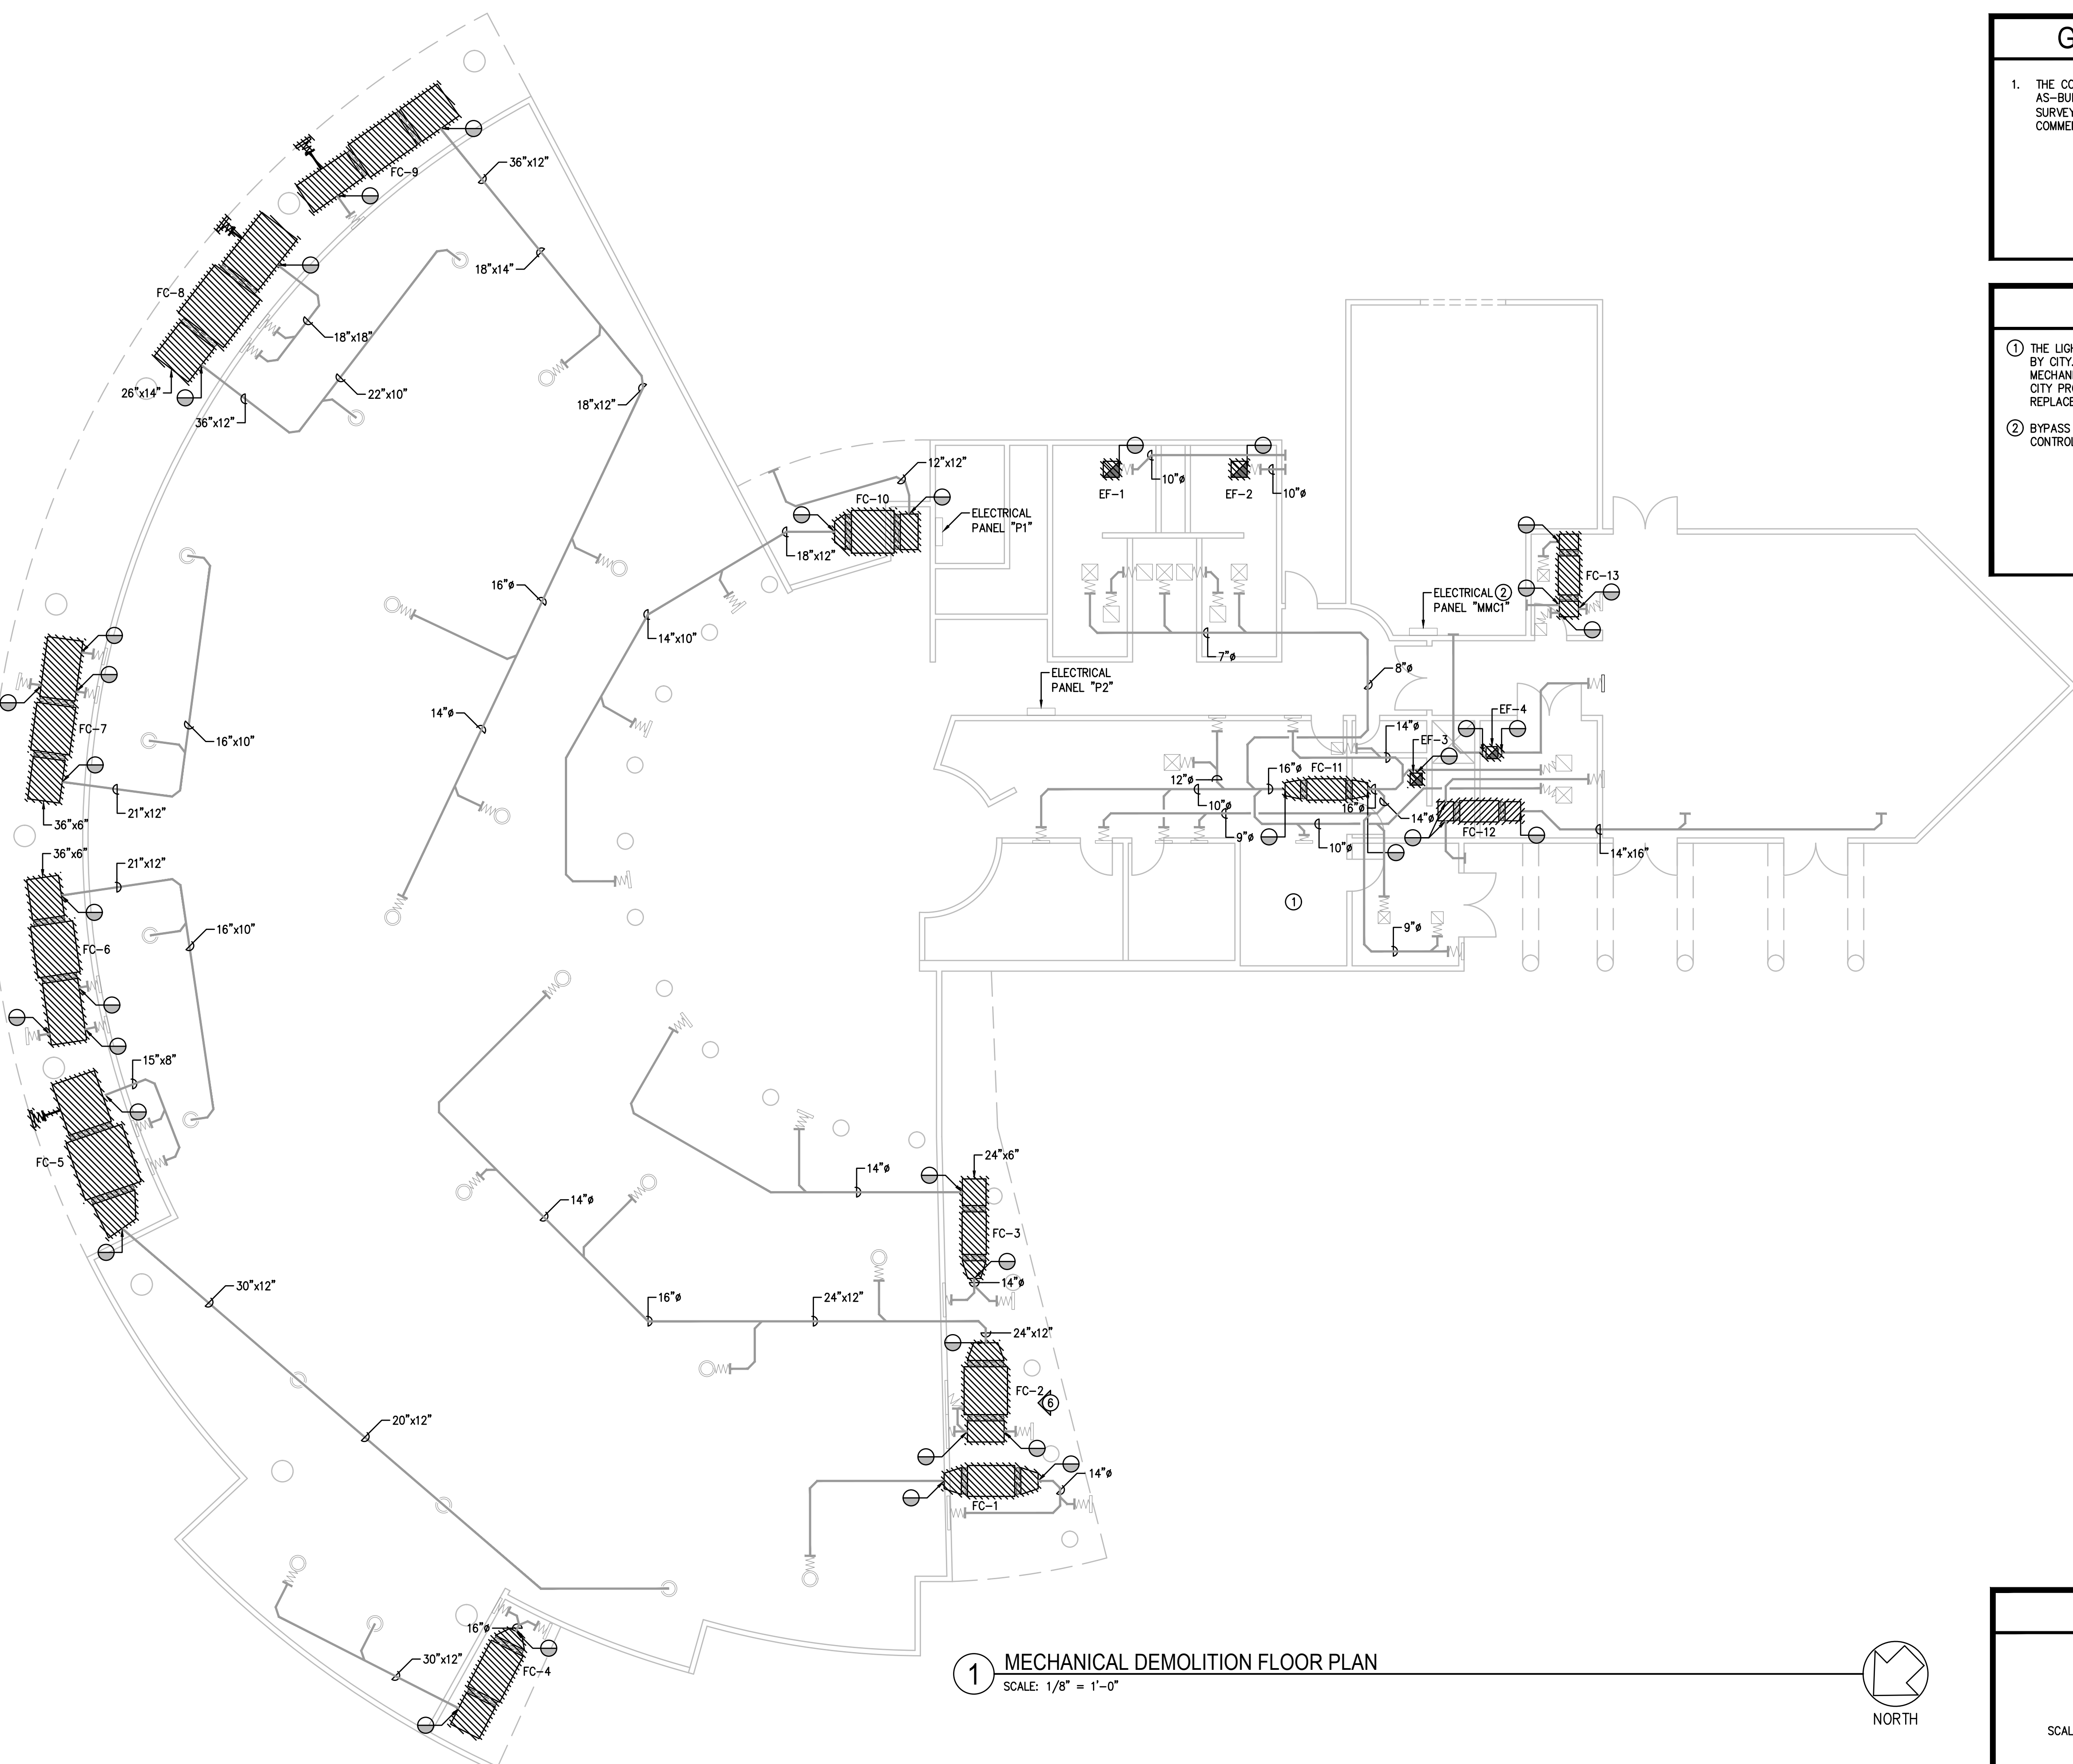 G
1. THE CO
AS-BUI
SURVEY
COMME
1 THE LIGH
BY CITY.
MECHANI
CITY PRO
REPLACE
2 BYPASS
CONTROL
36"x12"
FC-9
18"x14"
FC-8
18"x18"
26"x14"
22"x10"
36"x12"
18"x12"
12"x12"
FC-10
ELECTRICAL
PANEL "P1"
18"x12"
EF-1
10"ø
EF-2
10"ø
16"ø
14"x10"
FC-13
ELECTRICAL 2
PANEL "MMC1"
7"ø
8"ø
ELECTRICAL
PANEL "P2"
14"ø
FC-7
16"x10"
21"x12"
36"x6"
EF-4
14"ø
EF-3
16"ø
FC-11
12"ø
10"ø
16"ø
14"ø
9"ø
10"ø
FC-12
14"x16"
36"x6"
21"x12"
1
16"x10"
FC-6
9"ø
15"x8"
FC-5
24"x6"
14"ø
14"ø
FC-3
14"ø
30"x12"
16"ø
24"x12"
24"x12"
FC-2
6
20"x12"
14"ø
FC-1
16"ø
30"x12"
FC-4
1 MECHANICAL DEMOLITION FLOOR PLAN
SCALE: 1/8" = 1'-0"
NORTH
SCAL